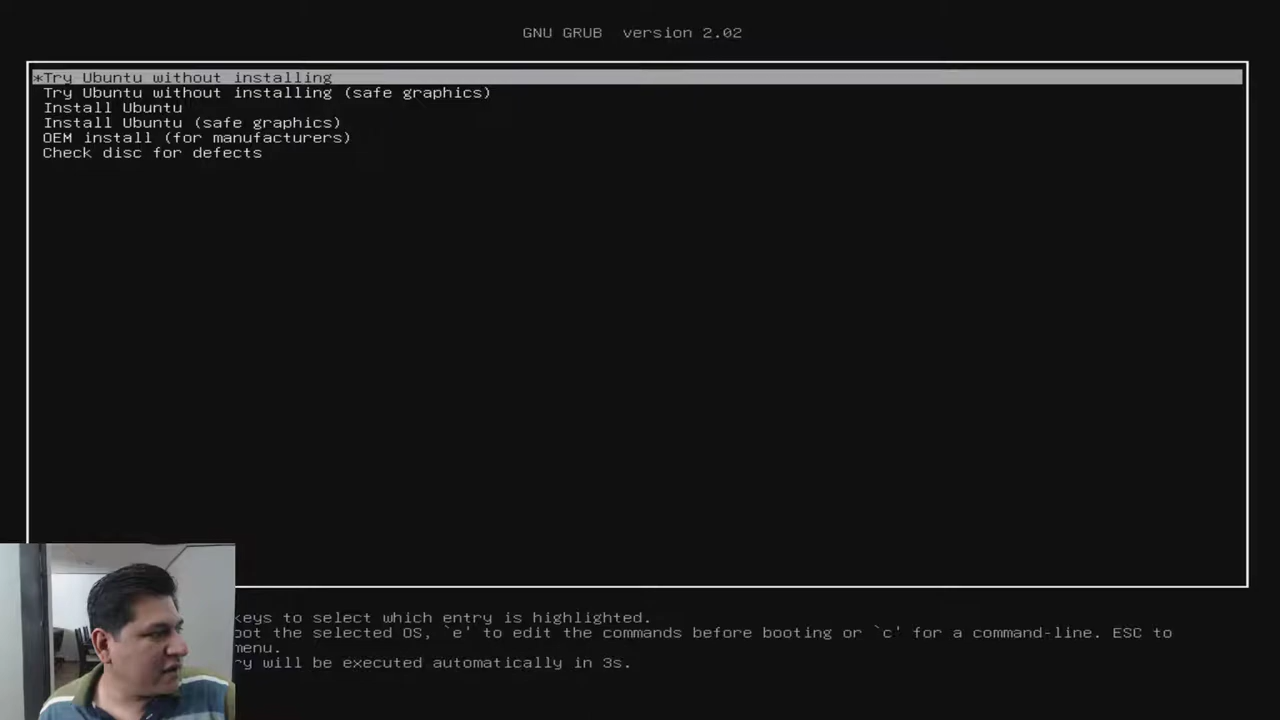 GNU GRUB version 2.02
*Try Ubuntu without installing
Try Ubuntu without installing (safe graphics)
Install Ubuntu
Install Ubuntu (safe graphics)
OEM install (for manufacturers)
Check disc for defects
keys to select which entry is highlighted.
the selected OS, `e' to edit the commands before booting or `c' for a command-line. ESC to
menu.
will be executed automatically in 3s.